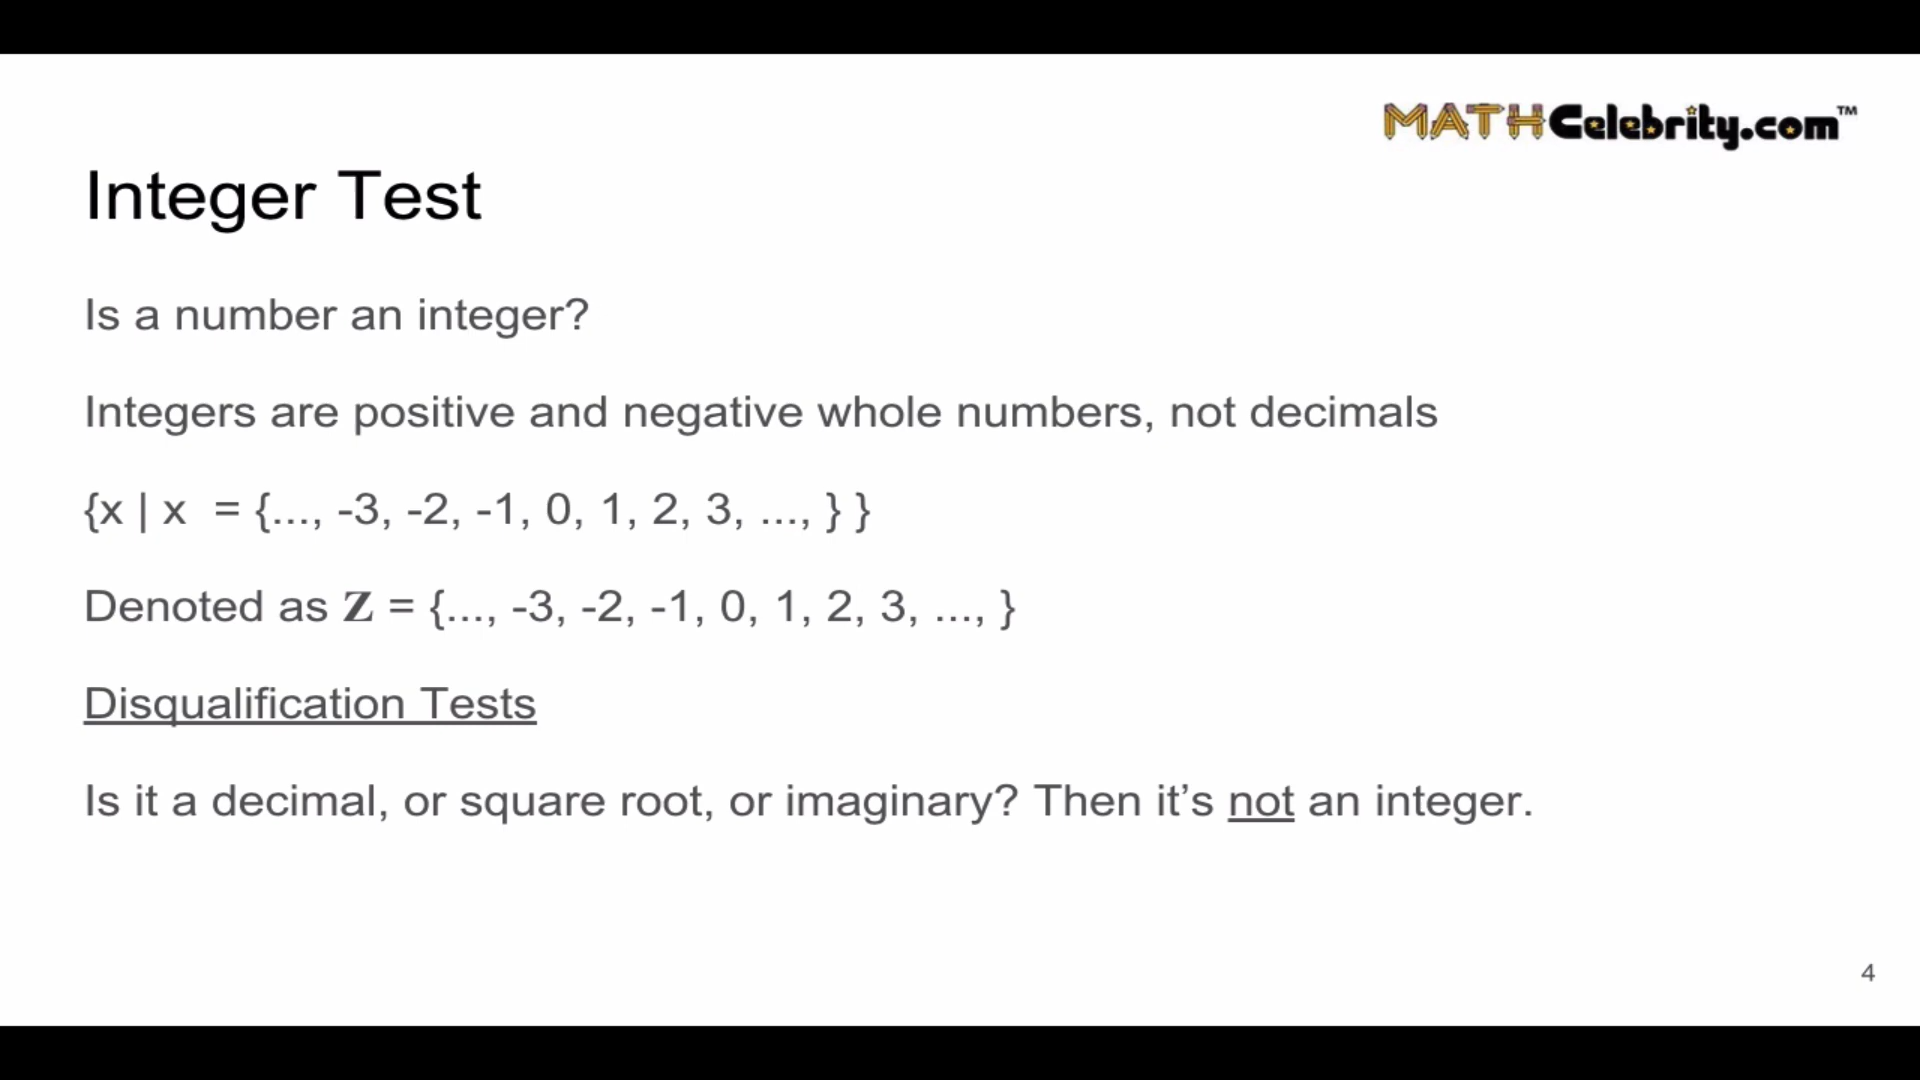 MATHCelebrity.com™
Integer Test
Is a number an integer?
Integers are positive and negative whole numbers, not decimals
{x | x  = {..., -3, -2, -1, 0, 1, 2, 3, ..., } }
Denoted as Z = {..., -3, -2, -1, 0, 1, 2, 3, ..., }
Disqualification Tests
Is it a decimal, or square root, or imaginary? Then it’s not an integer.
4